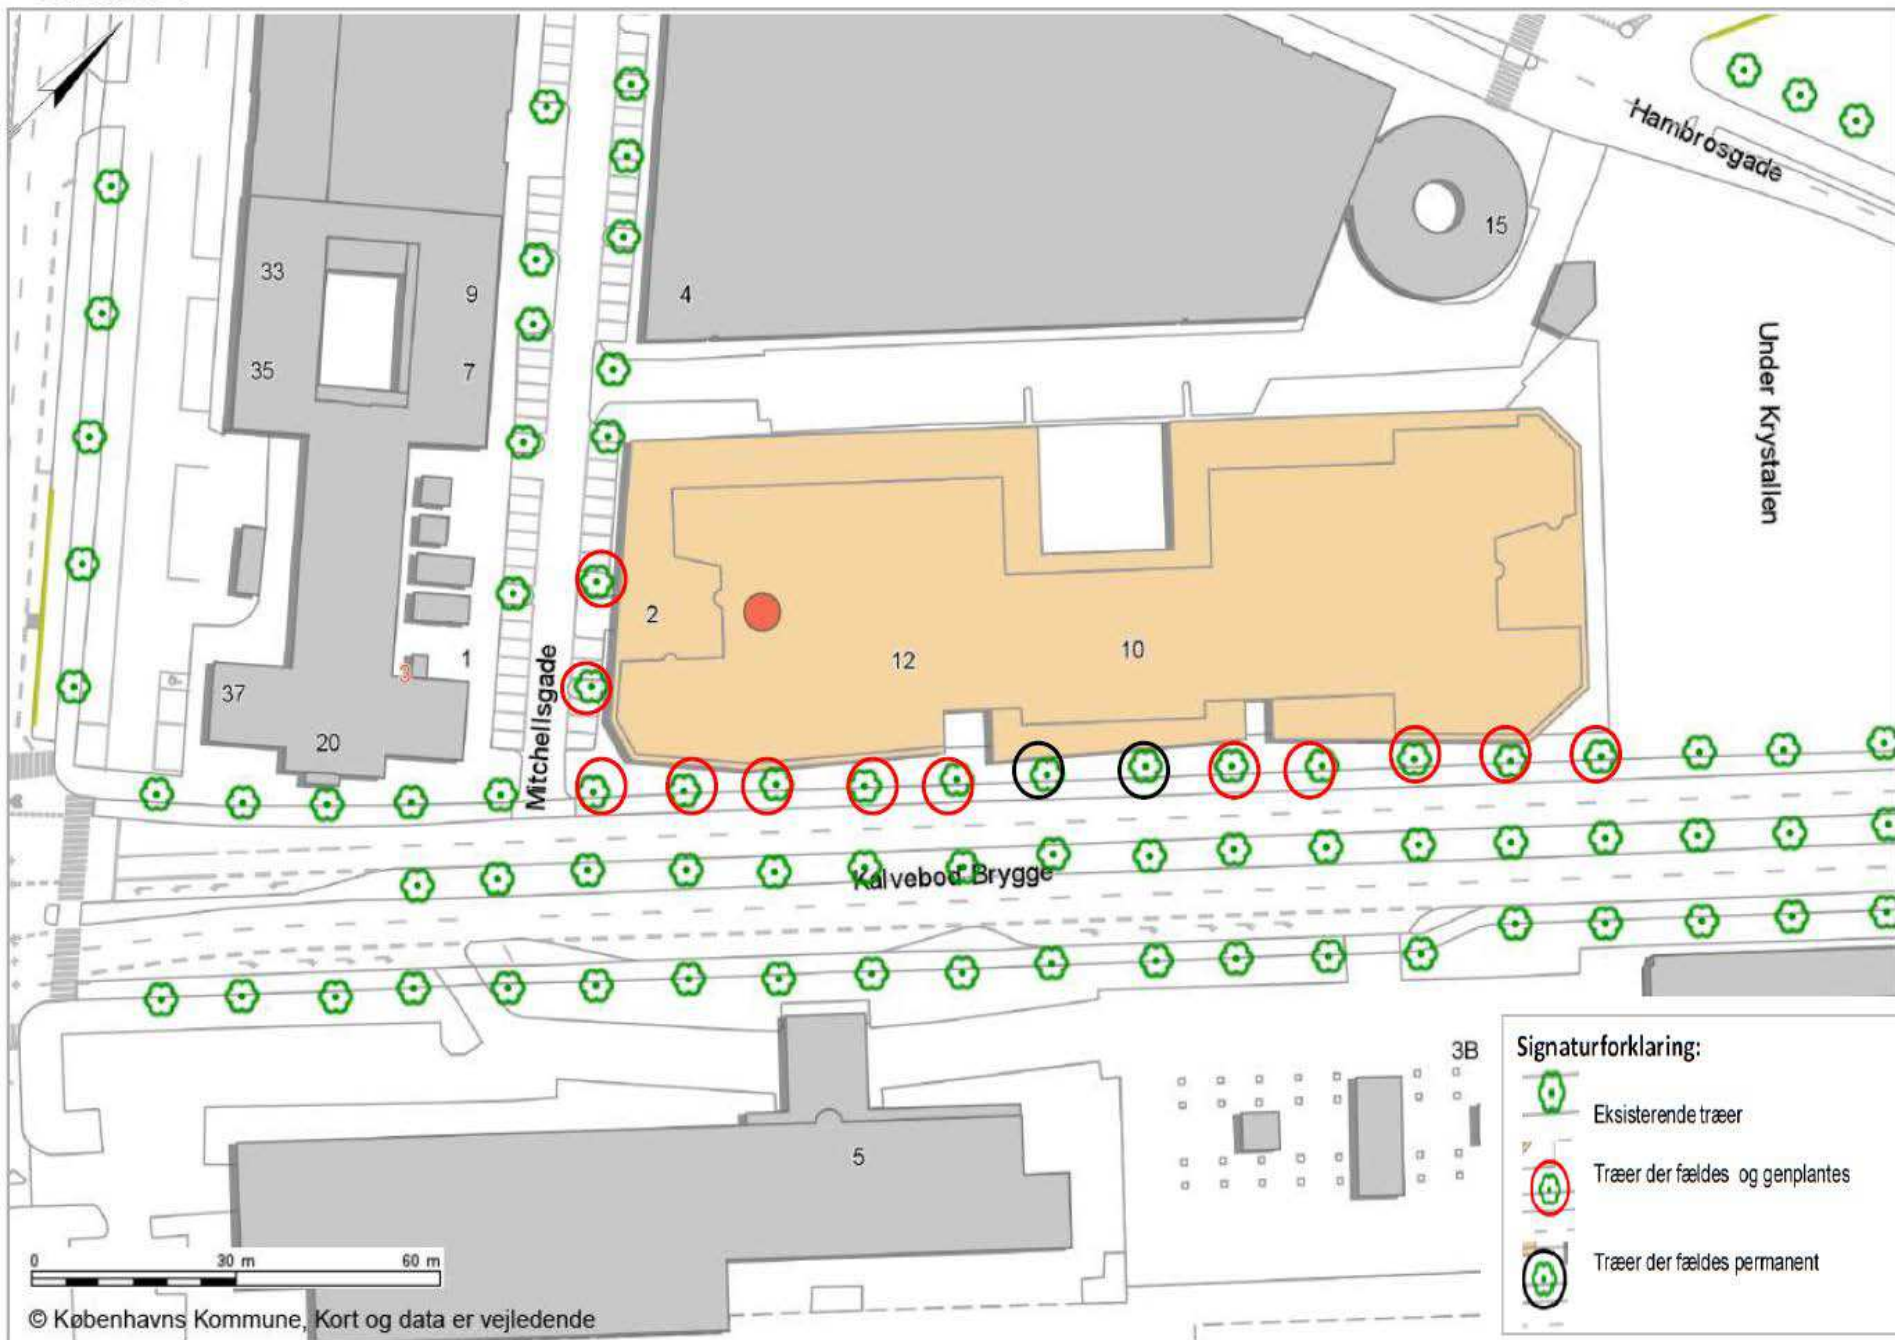 Hambrosgade
15
33
9
4
35
7
Under Krystallen
2
12
10
1
3
37
20
Mitchellsgade
Kalvebod Brygge
5
3B
Signaturforklaring:
Eksisterende træer
Træer der fældes og genplantes
Træer der fældes permanent
0 30 m 60 m
© Københavns Kommune, Kort og data er vejledende